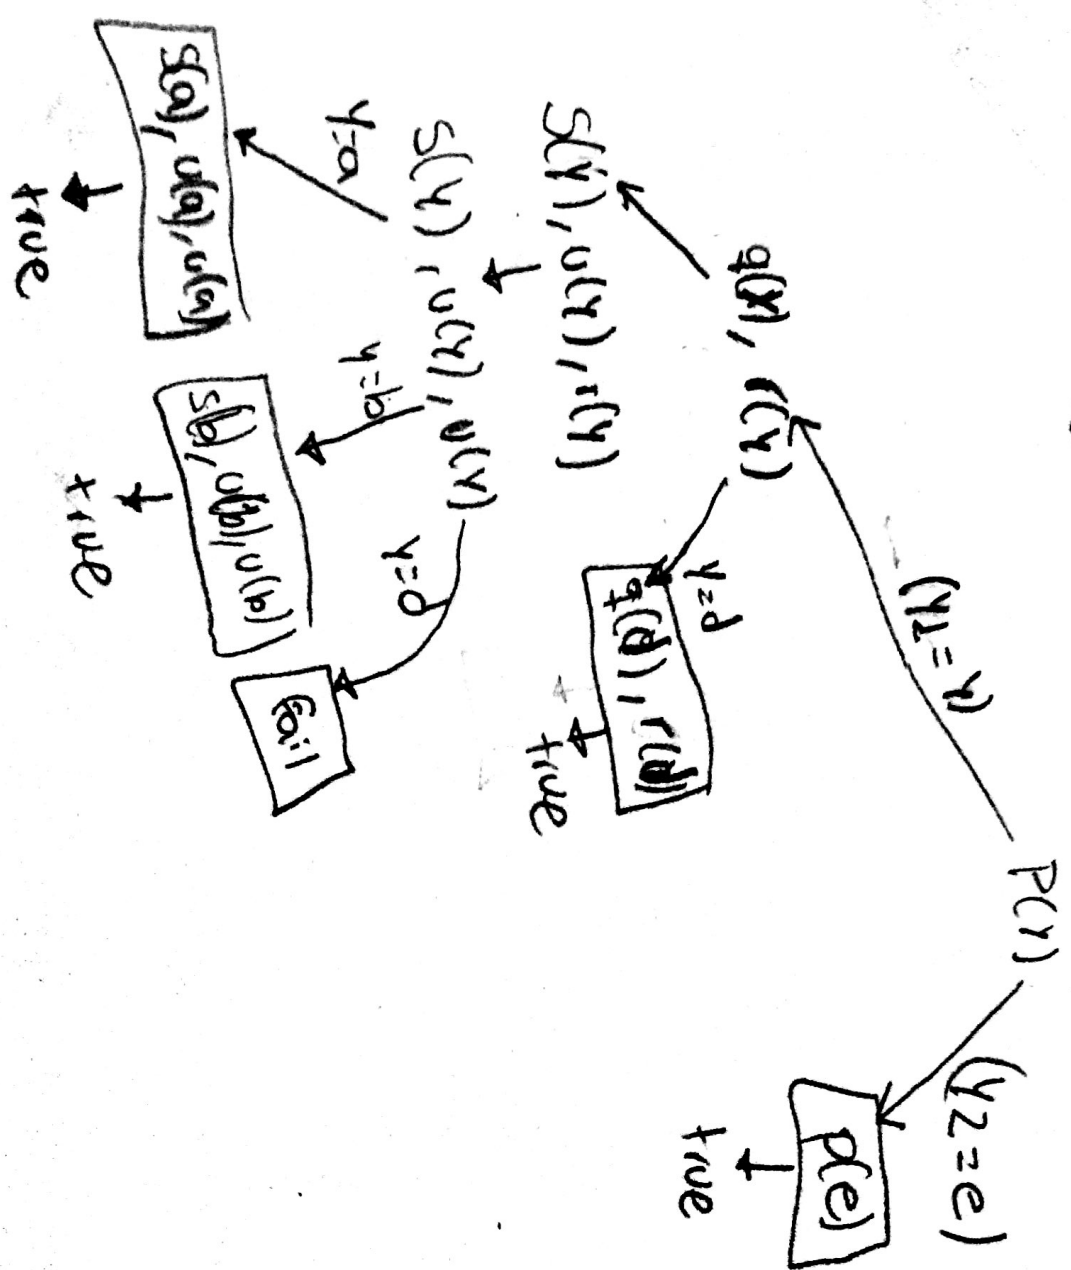 P(Y)
(Y1=Y)
(Y2=e)
q(X), r(Y)
p(e)
true
Y=d
S(Y), u(Y), r(Y)
q(d), r(d)
true
S(Y), u(Y), u(Y)
Y=a
Y=b
Y=d
S(a), u(a), u(a)
S(b), u(b), u(b)
fail
true
true